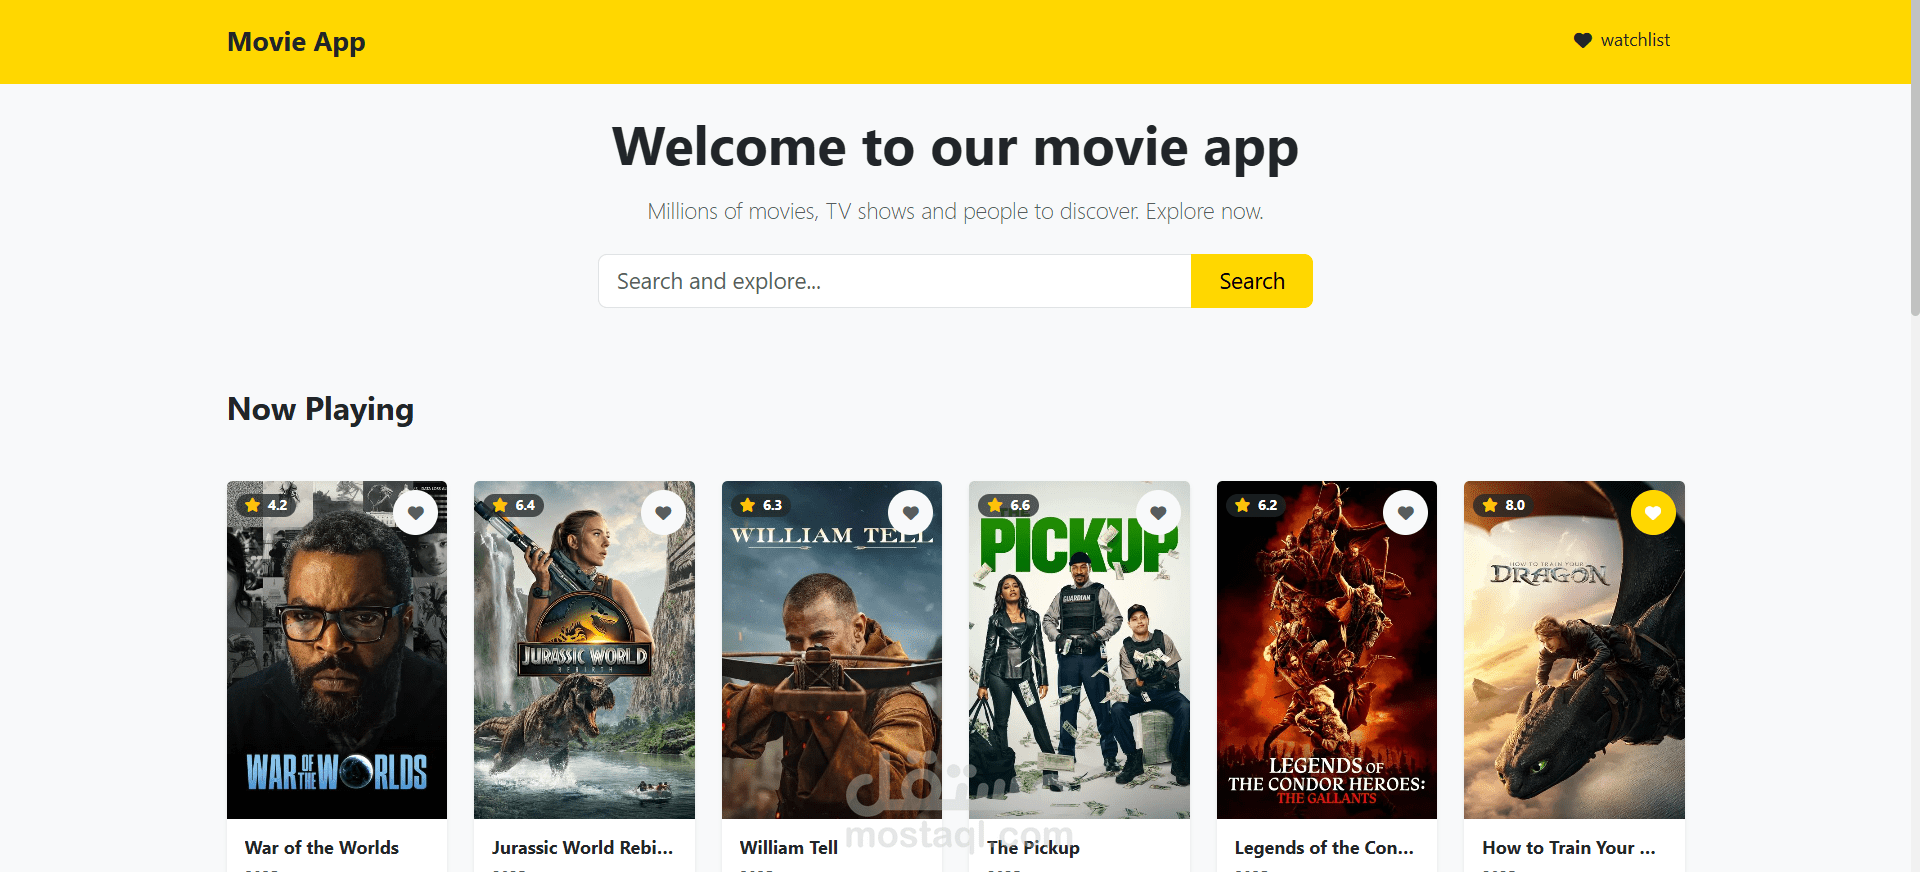 Movie App
watchlist
Welcome to our movie app
Millions of movies, TV shows and people to discover. Explore now.
Search and explore...
Search
Now Playing
4.2
6.4
6.3
6.6
6.2
8.0
WAR OF THE WORLDS
JURASSIC WORLD
REBIRTH
WILLIAM TELL
THE PICKUP
GUARDIAN
LEGENDS OF
THE CONDOR HEROES:
THE GALLANTS
HOW TO TRAIN YOUR
DRAGON
مستقل
mostaql.com
War of the Worlds
Jurassic World Rebi...
William Tell
The Pickup
Legends of the Con...
How to Train Your ...